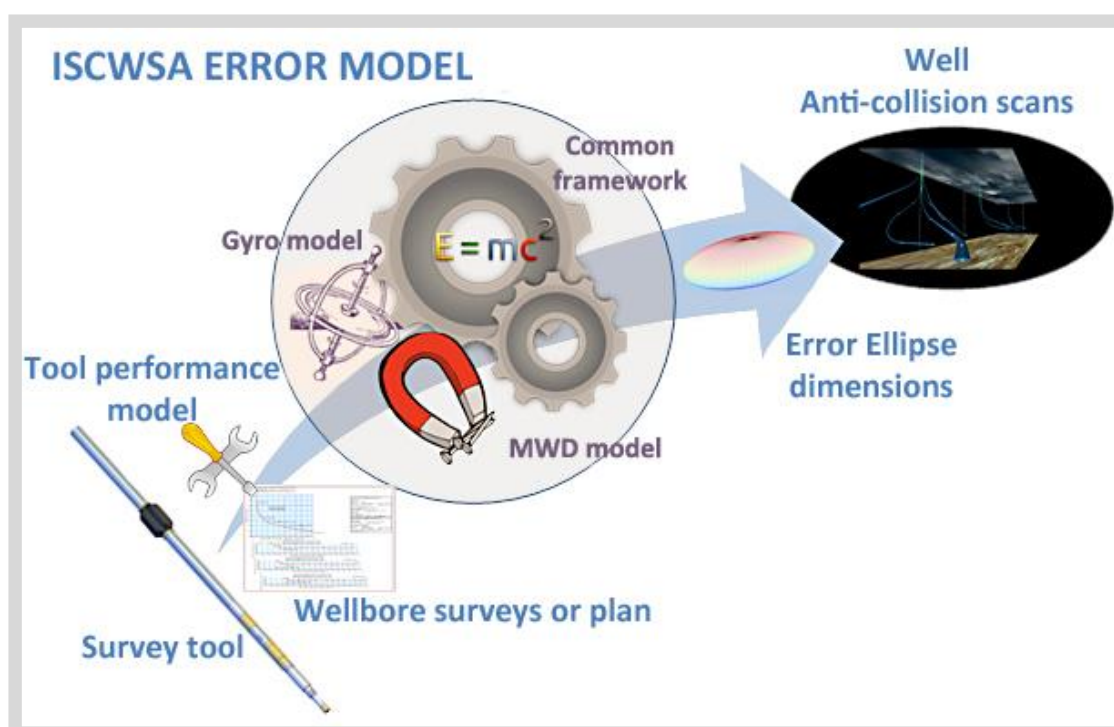 ISCWSA ERROR MODEL
Well
Anti-collision scans
Common
framework
Gyro model
E = mc²
Tool performance
model
Error Ellipse
dimensions
MWD model
Wellbore surveys or plan
Survey tool